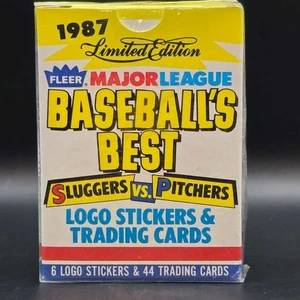 1987
Limited Edition
FLEER MAJOR LEAGUE
BASEBALL'S
BEST
SLUGGERS VS. PITCHERS
LOGO STICKERS &
TRADING CARDS
6 LOGO STICKERS & 44 TRADING CARDS